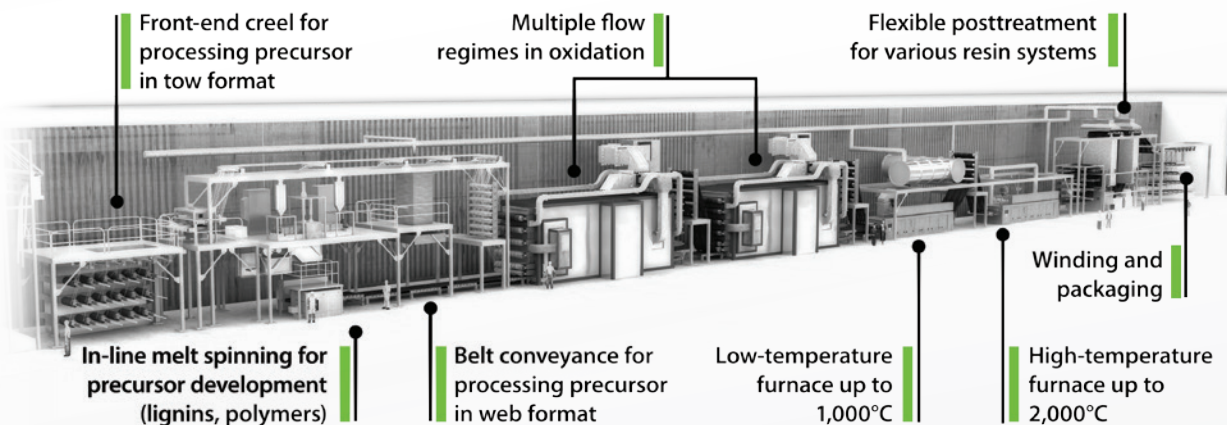 Front-end creel for
processing precursor
in tow format
Multiple flow
regimes in oxidation
Flexible posttreatment
for various resin systems
Winding and
packaging
In-line melt spinning for
precursor development
(lignins, polymers)
Belt conveyance for
processing precursor
in web format
Low-temperature
furnace up to
1,000°C
High-temperature
furnace up to
2,000°C